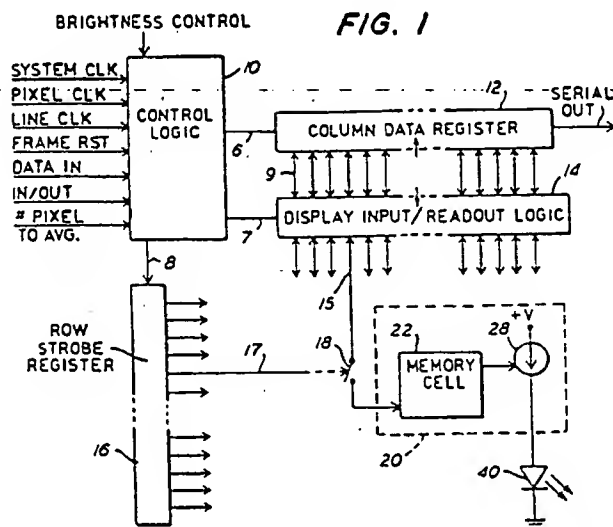 BRIGHTNESS CONTROL
FIG. 1
SYSTEM CLK
PIXEL CLK
LINE CLK
FRAME RST
DATA IN
IN/OUT
# PIXEL
TO AVG.
10
CONTROL
LOGIC
12
SERIAL
OUT
COLUMN DATA REGISTER
6
9
14
DISPLAY INPUT/READOUT LOGIC
7
8
15
ROW
STROBE
REGISTER
16
17
18
22
MEMORY
CELL
+V
28
20
40